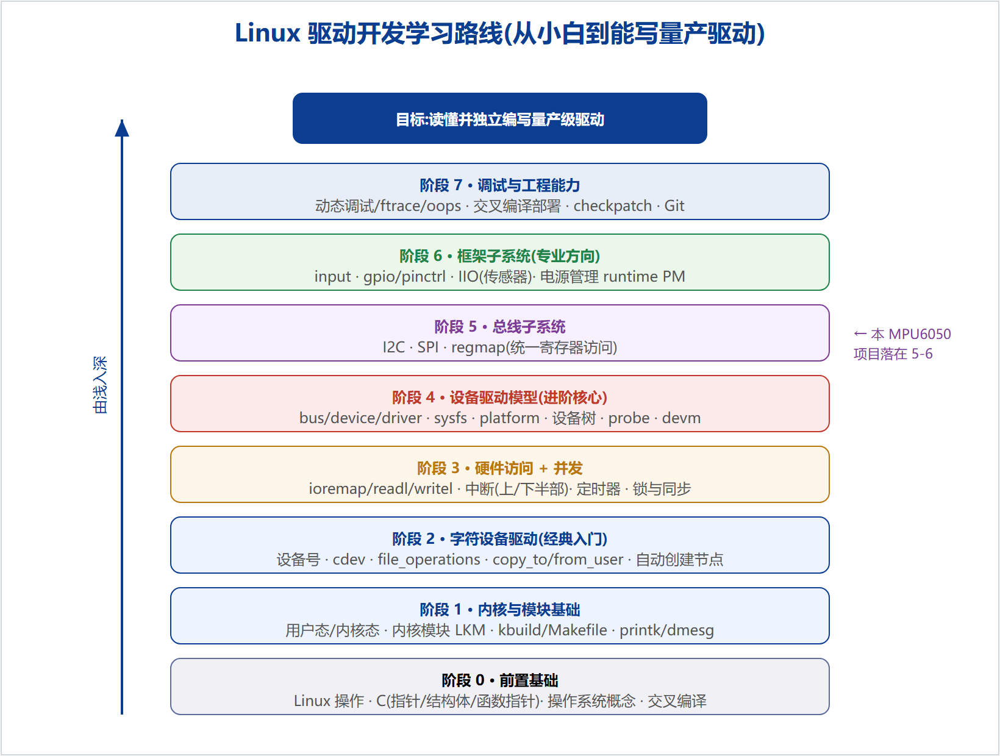 Linux 驱动开发学习路线(从小白到能写量产驱动)
目标:读懂并独立编写量产级驱动
阶段 7 • 调试与工程能力
动态调试/ftrace/oops · 交叉编译部署 · checkpatch · Git
阶段 6 • 框架子系统(专业方向)
input · gpio/pinctrl · IIO(传感器)· 电源管理 runtime PM
阶段 5 • 总线子系统
I2C · SPI · regmap(统一寄存器访问)
← 本 MPU6050
项目落在 5-6
阶段 4 • 设备驱动模型(进阶核心)
bus/device/driver · sysfs · platform · 设备树 · probe · devm
由浅入深
阶段 3 • 硬件访问 + 并发
ioremap/readl/writel · 中断(上/下半部)· 定时器 · 锁与同步
阶段 2 • 字符设备驱动(经典入门)
设备号 · cdev · file_operations · copy_to/from_user · 自动创建节点
阶段 1 • 内核与模块基础
用户态/内核态 · 内核模块 LKM · kbuild/Makefile · printk/dmesg
阶段 0 • 前置基础
Linux 操作 · C(指针/结构体/函数指针)· 操作系统概念 · 交叉编译